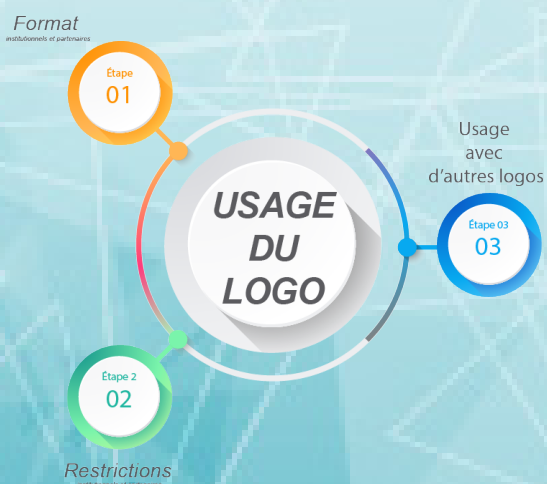 Format
institutionnels et partenaires
Étape
01
USAGE
DU
LOGO
Usage
avec
d'autres logos
Étape 03
03
Étape 2
02
Restrictions